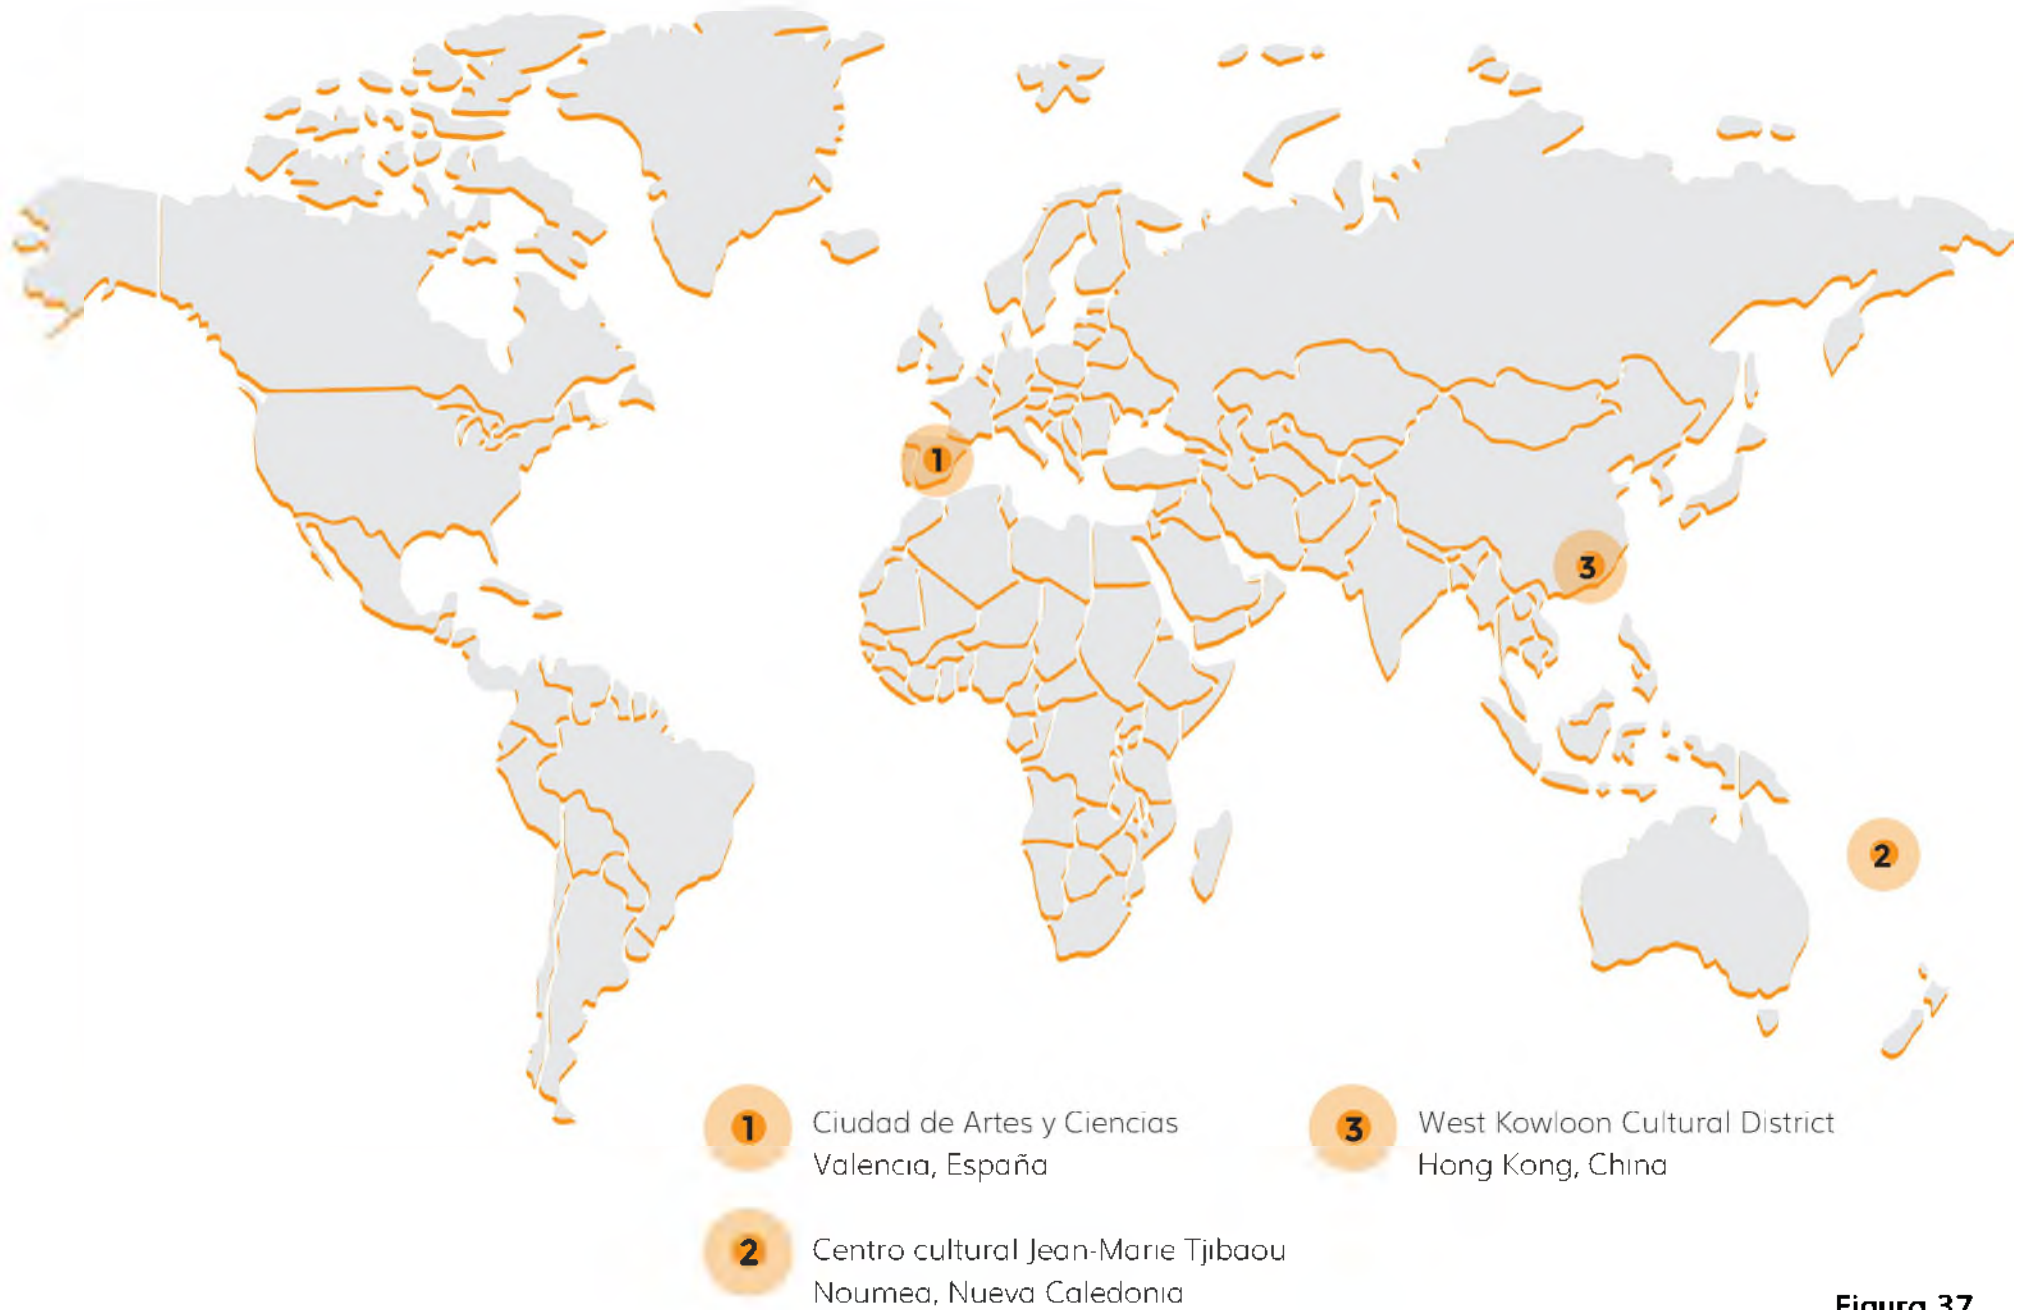 1
3
2
1 Ciudad de Artes y Ciencias
Valencia, España
3 West Kowloon Cultural District
Hong Kong, China
2 Centro cultural Jean-Marie Tjibaou
Noumea, Nueva Caledonia
Figura 37